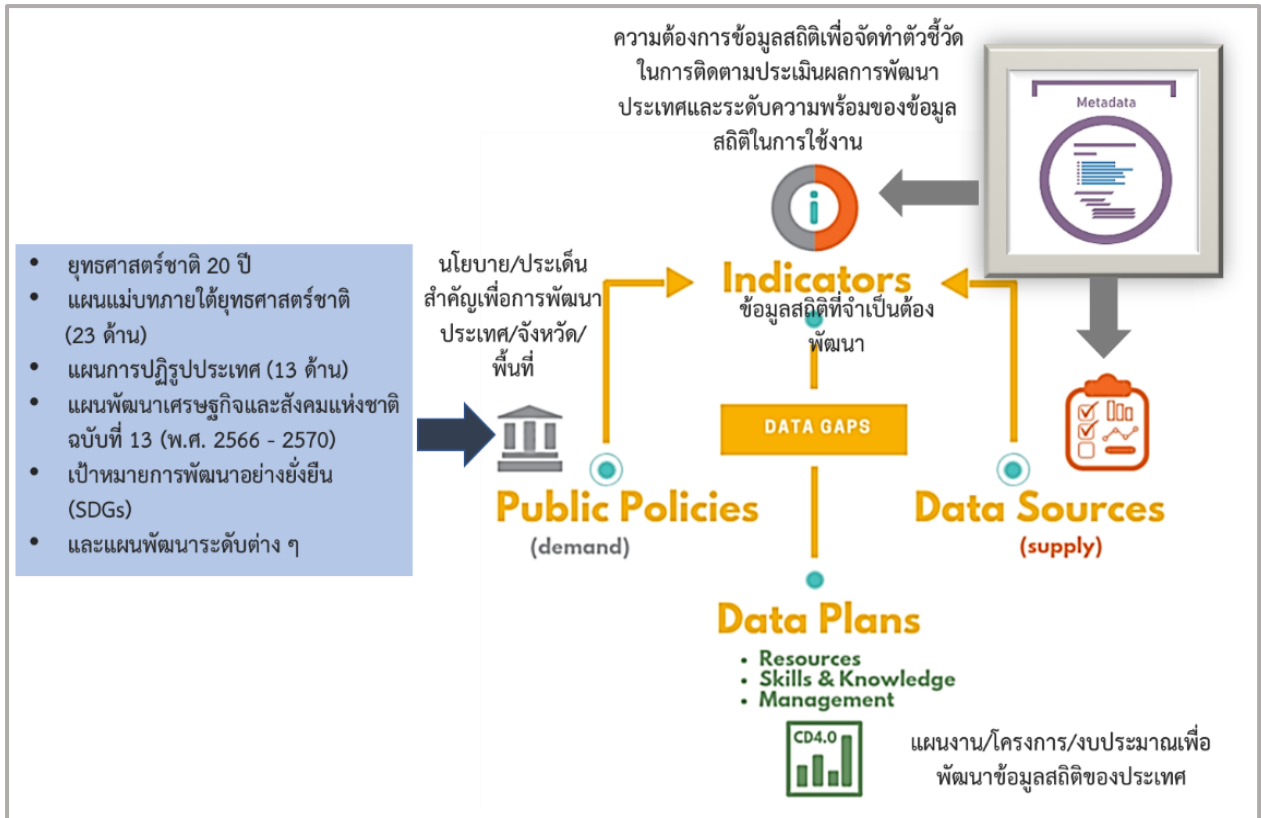 ความต้องการข้อมูลสถิติเพื่อจัดทำตัวชี้วัด
ในการติดตามประเมินผลการพัฒนา
ประเทศและระดับความพร้อมของข้อมูล
สถิติในการใช้งาน
Metadata
• ยุทธศาสตร์ชาติ 20 ปี
• แผนแม่บทภายใต้ยุทธศาสตร์ชาติ
(23 ด้าน)
• แผนการปฏิรูปประเทศ (13 ด้าน)
• แผนพัฒนาเศรษฐกิจและสังคมแห่งชาติ
ฉบับที่ 13 (พ.ศ. 2566 - 2570)
• เป้าหมายการพัฒนาอย่างยั่งยืน
(SDGs)
• และแผนพัฒนาระดับต่าง ๆ
นโยบาย/ประเด็น
สำคัญเพื่อการพัฒนา
ประเทศ/จังหวัด/
พื้นที่
Indicators
ข้อมูลสถิติที่จำเป็นต้อง
พัฒนา
DATA GAPS
Public Policies
(demand)
Data Sources
(supply)
Data Plans
• Resources
• Skills & Knowledge
• Management
CD4.0
แผนงาน/โครงการ/งบประมาณเพื่อ
พัฒนาข้อมูลสถิติของประเทศ